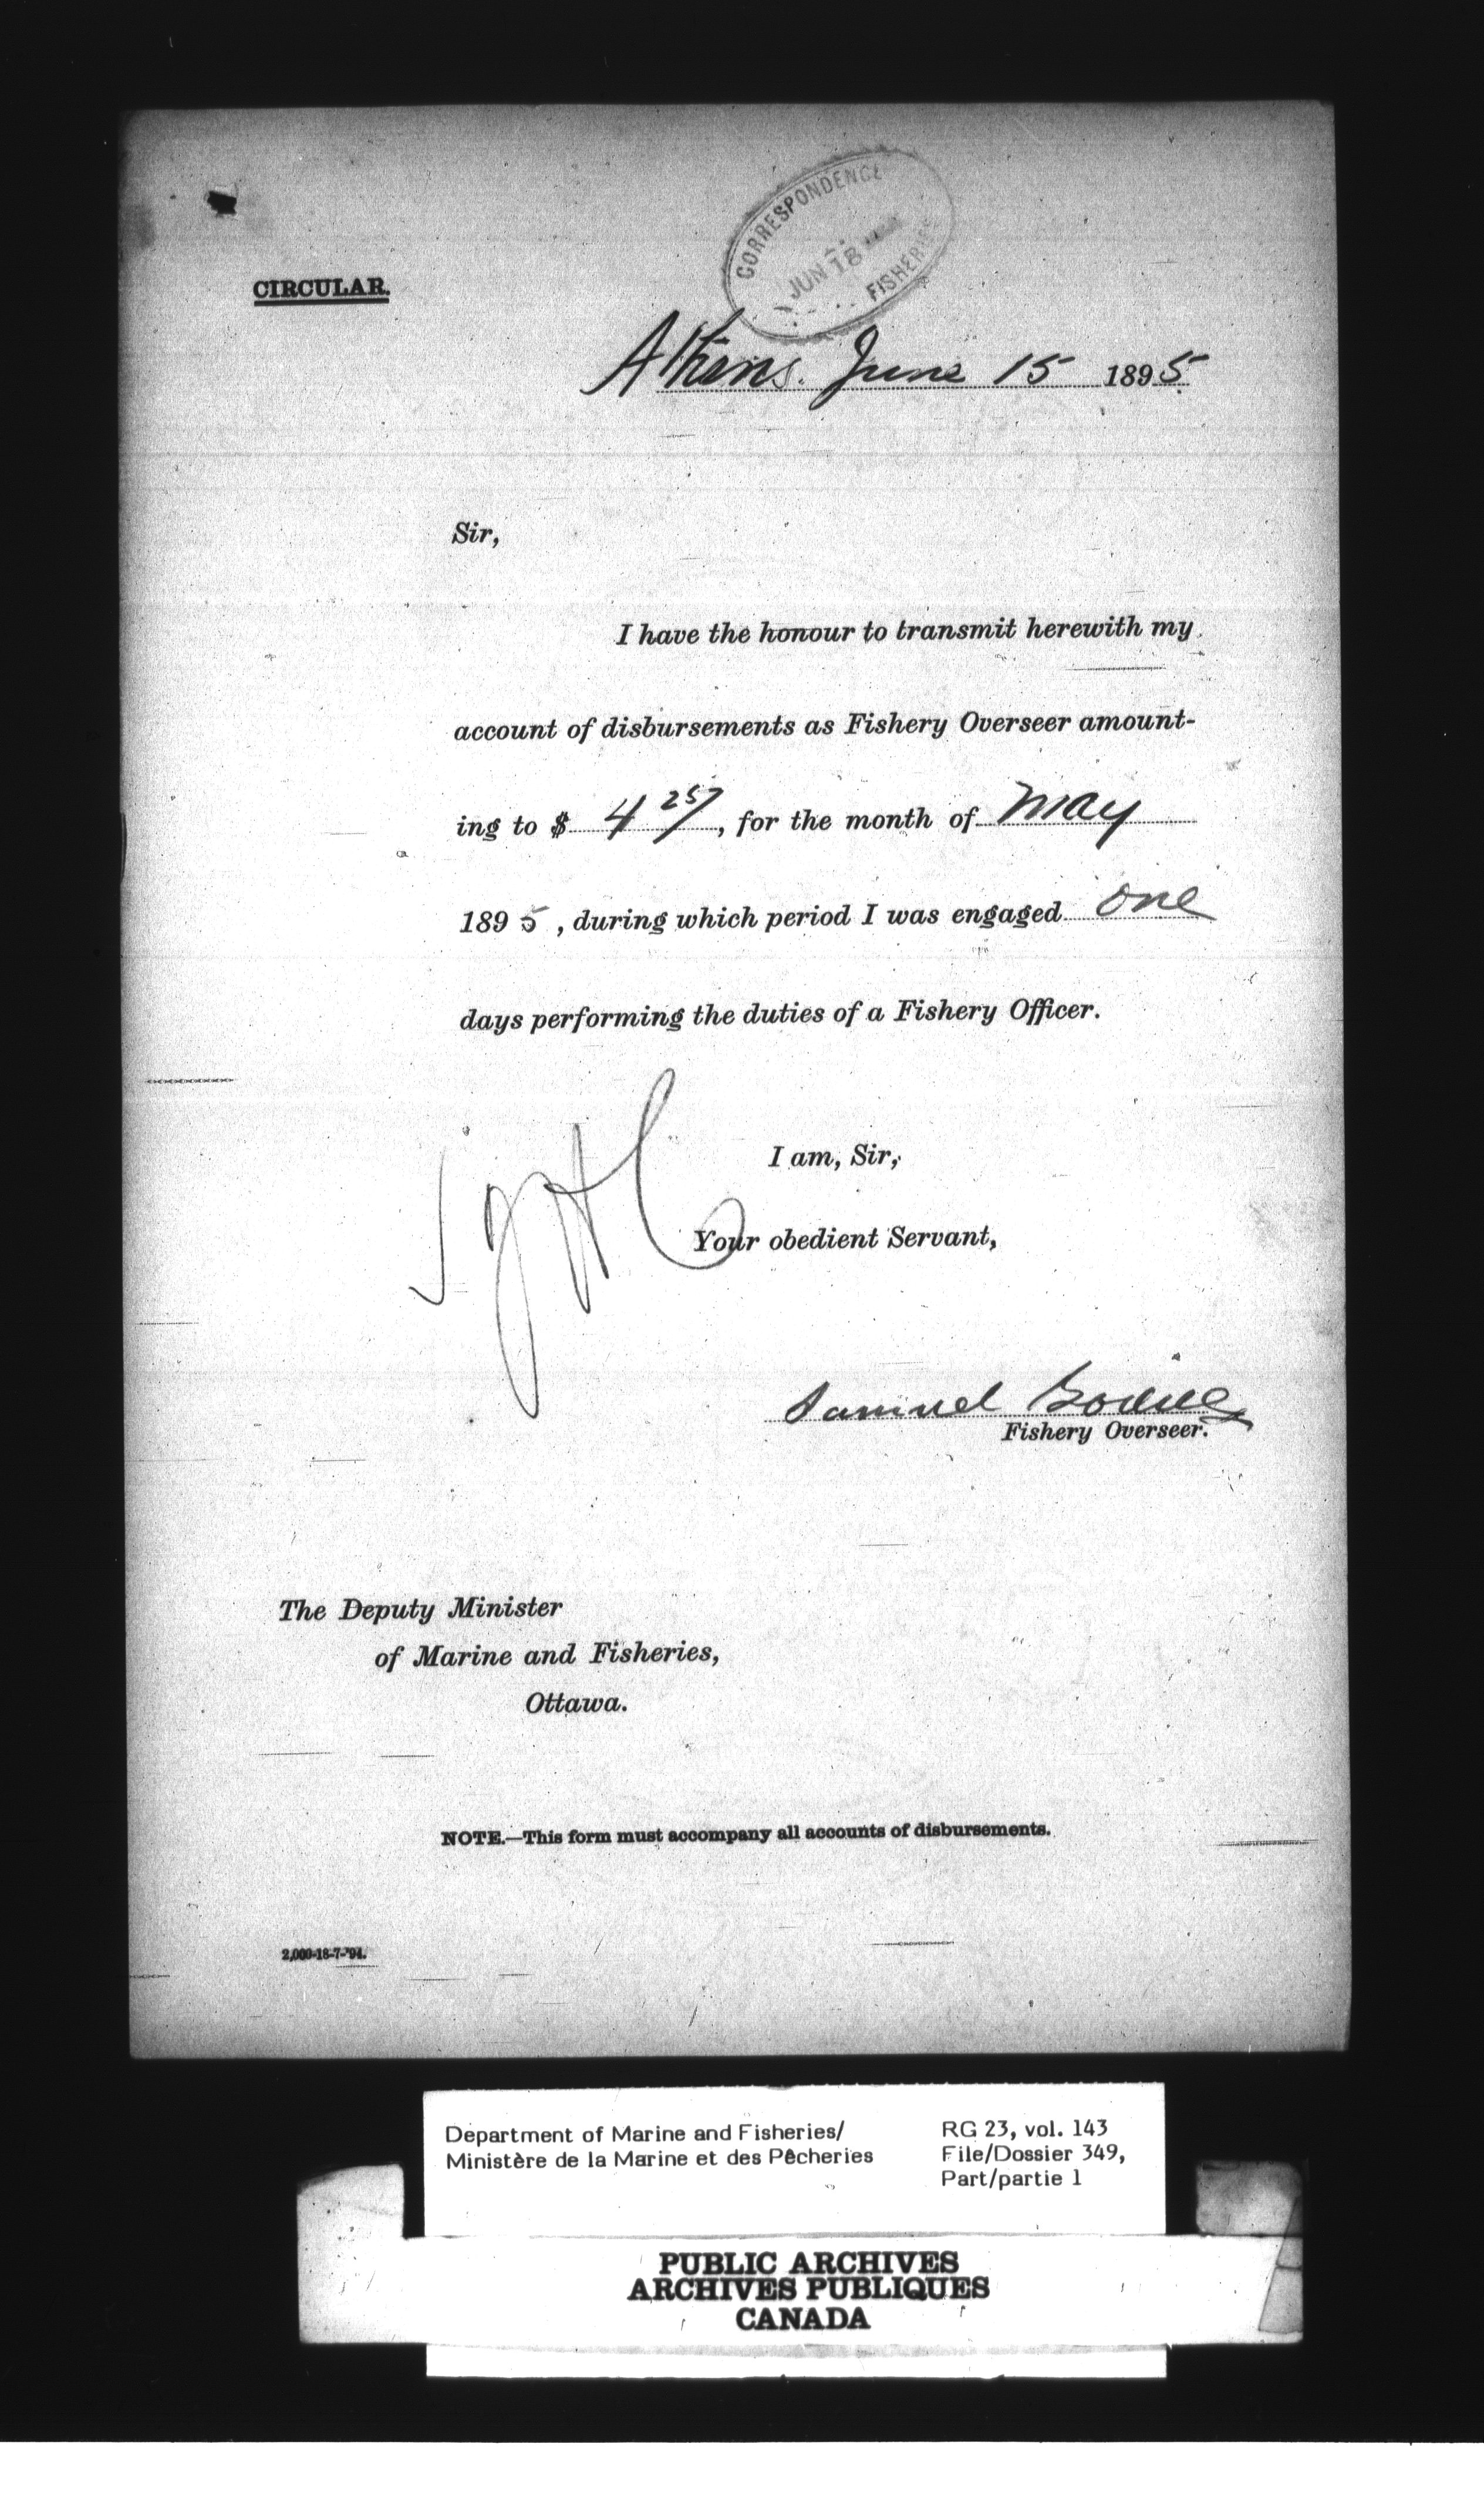 CORRESPONDENCE
JUN 18
FISHERIES
CIRCULAR.
Athens. June 15 1895
Sir,
I have the honour to transmit herewith my
account of disbursements as Fishery Overseer amount-
ing to $ 4 25/, for the month of May
1895, during which period I was engaged one
days performing the duties of a Fishery Officer.
I am, Sir,
Your obedient Servant,
Samuel
Fishery Overseer.
The Deputy Minister
of Marine and Fisheries,
Ottawa.
NOTE.—This form must accompany all accounts of disbursements.
2,000-18-7-'94.
Department of Marine and Fisheries/
Ministère de la Marine et des Pêcheries
RG 23, vol. 143
File/Dossier 349,
Part/partie 1
PUBLIC ARCHIVES
ARCHIVES PUBLIQUES
CANADA